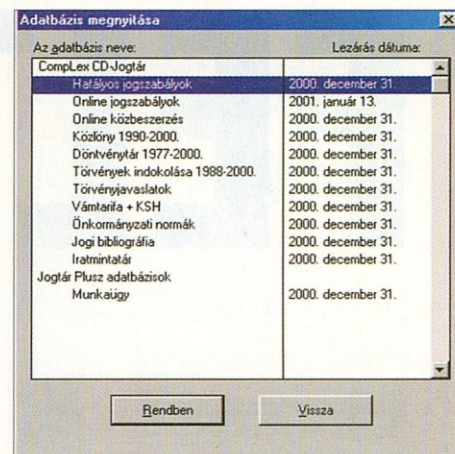 Adatbázis megnyitása
Az adatbázis neve: Lezárás dátuma:
CompLex CD-Jogtár
Hatályos jogszabályok 2000. december 31.
Online jogszabályok 2001. január 13.
Online közbeszerzés 2000. december 31.
Közlöny 1990-2000. 2000. december 31.
Döntvénytár 1977-2000. 2000. december 31.
Törvények indokolása 1988-2000. 2000. december 31.
Törvényjavaslatok 2000. december 31.
Vámtarifa + KSH 2000. december 31.
Önkormányzati normák 2000. december 31.
Jogi bibliográfia 2000. december 31.
Iratmintatár 2000. december 31.
Jogtár Plusz adatbázisok
Munkaügy 2000. december 31.
Rendben Vissza